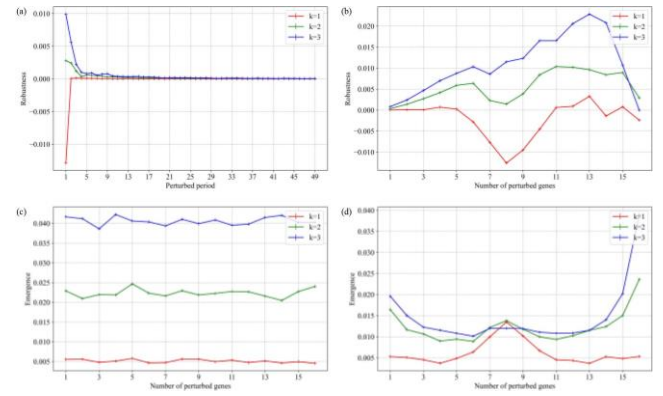 (a)
k=1
k=2
k=3
0.010
0.005
0.000
−0.005
−0.010
Robustness
1 5 9 13 17 21 25 29 33 37 41 45 49
Perturbed period
(b)
k=1
k=2
k=3
0.020
0.015
0.010
0.005
0.000
−0.005
−0.010
Robustness
1 3 5 7 9 11 13 15
Number of perturbed genes
(c)
k=1
k=2
k=3
0.040
0.035
0.030
0.025
0.020
0.015
0.010
0.005
Emergence
1 3 5 7 9 11 13 15
Number of perturbed genes
(d)
k=1
k=2
k=3
0.040
0.035
0.030
0.025
0.020
0.015
0.010
0.005
Emergence
1 3 5 7 9 11 13 15
Number of perturbed genes